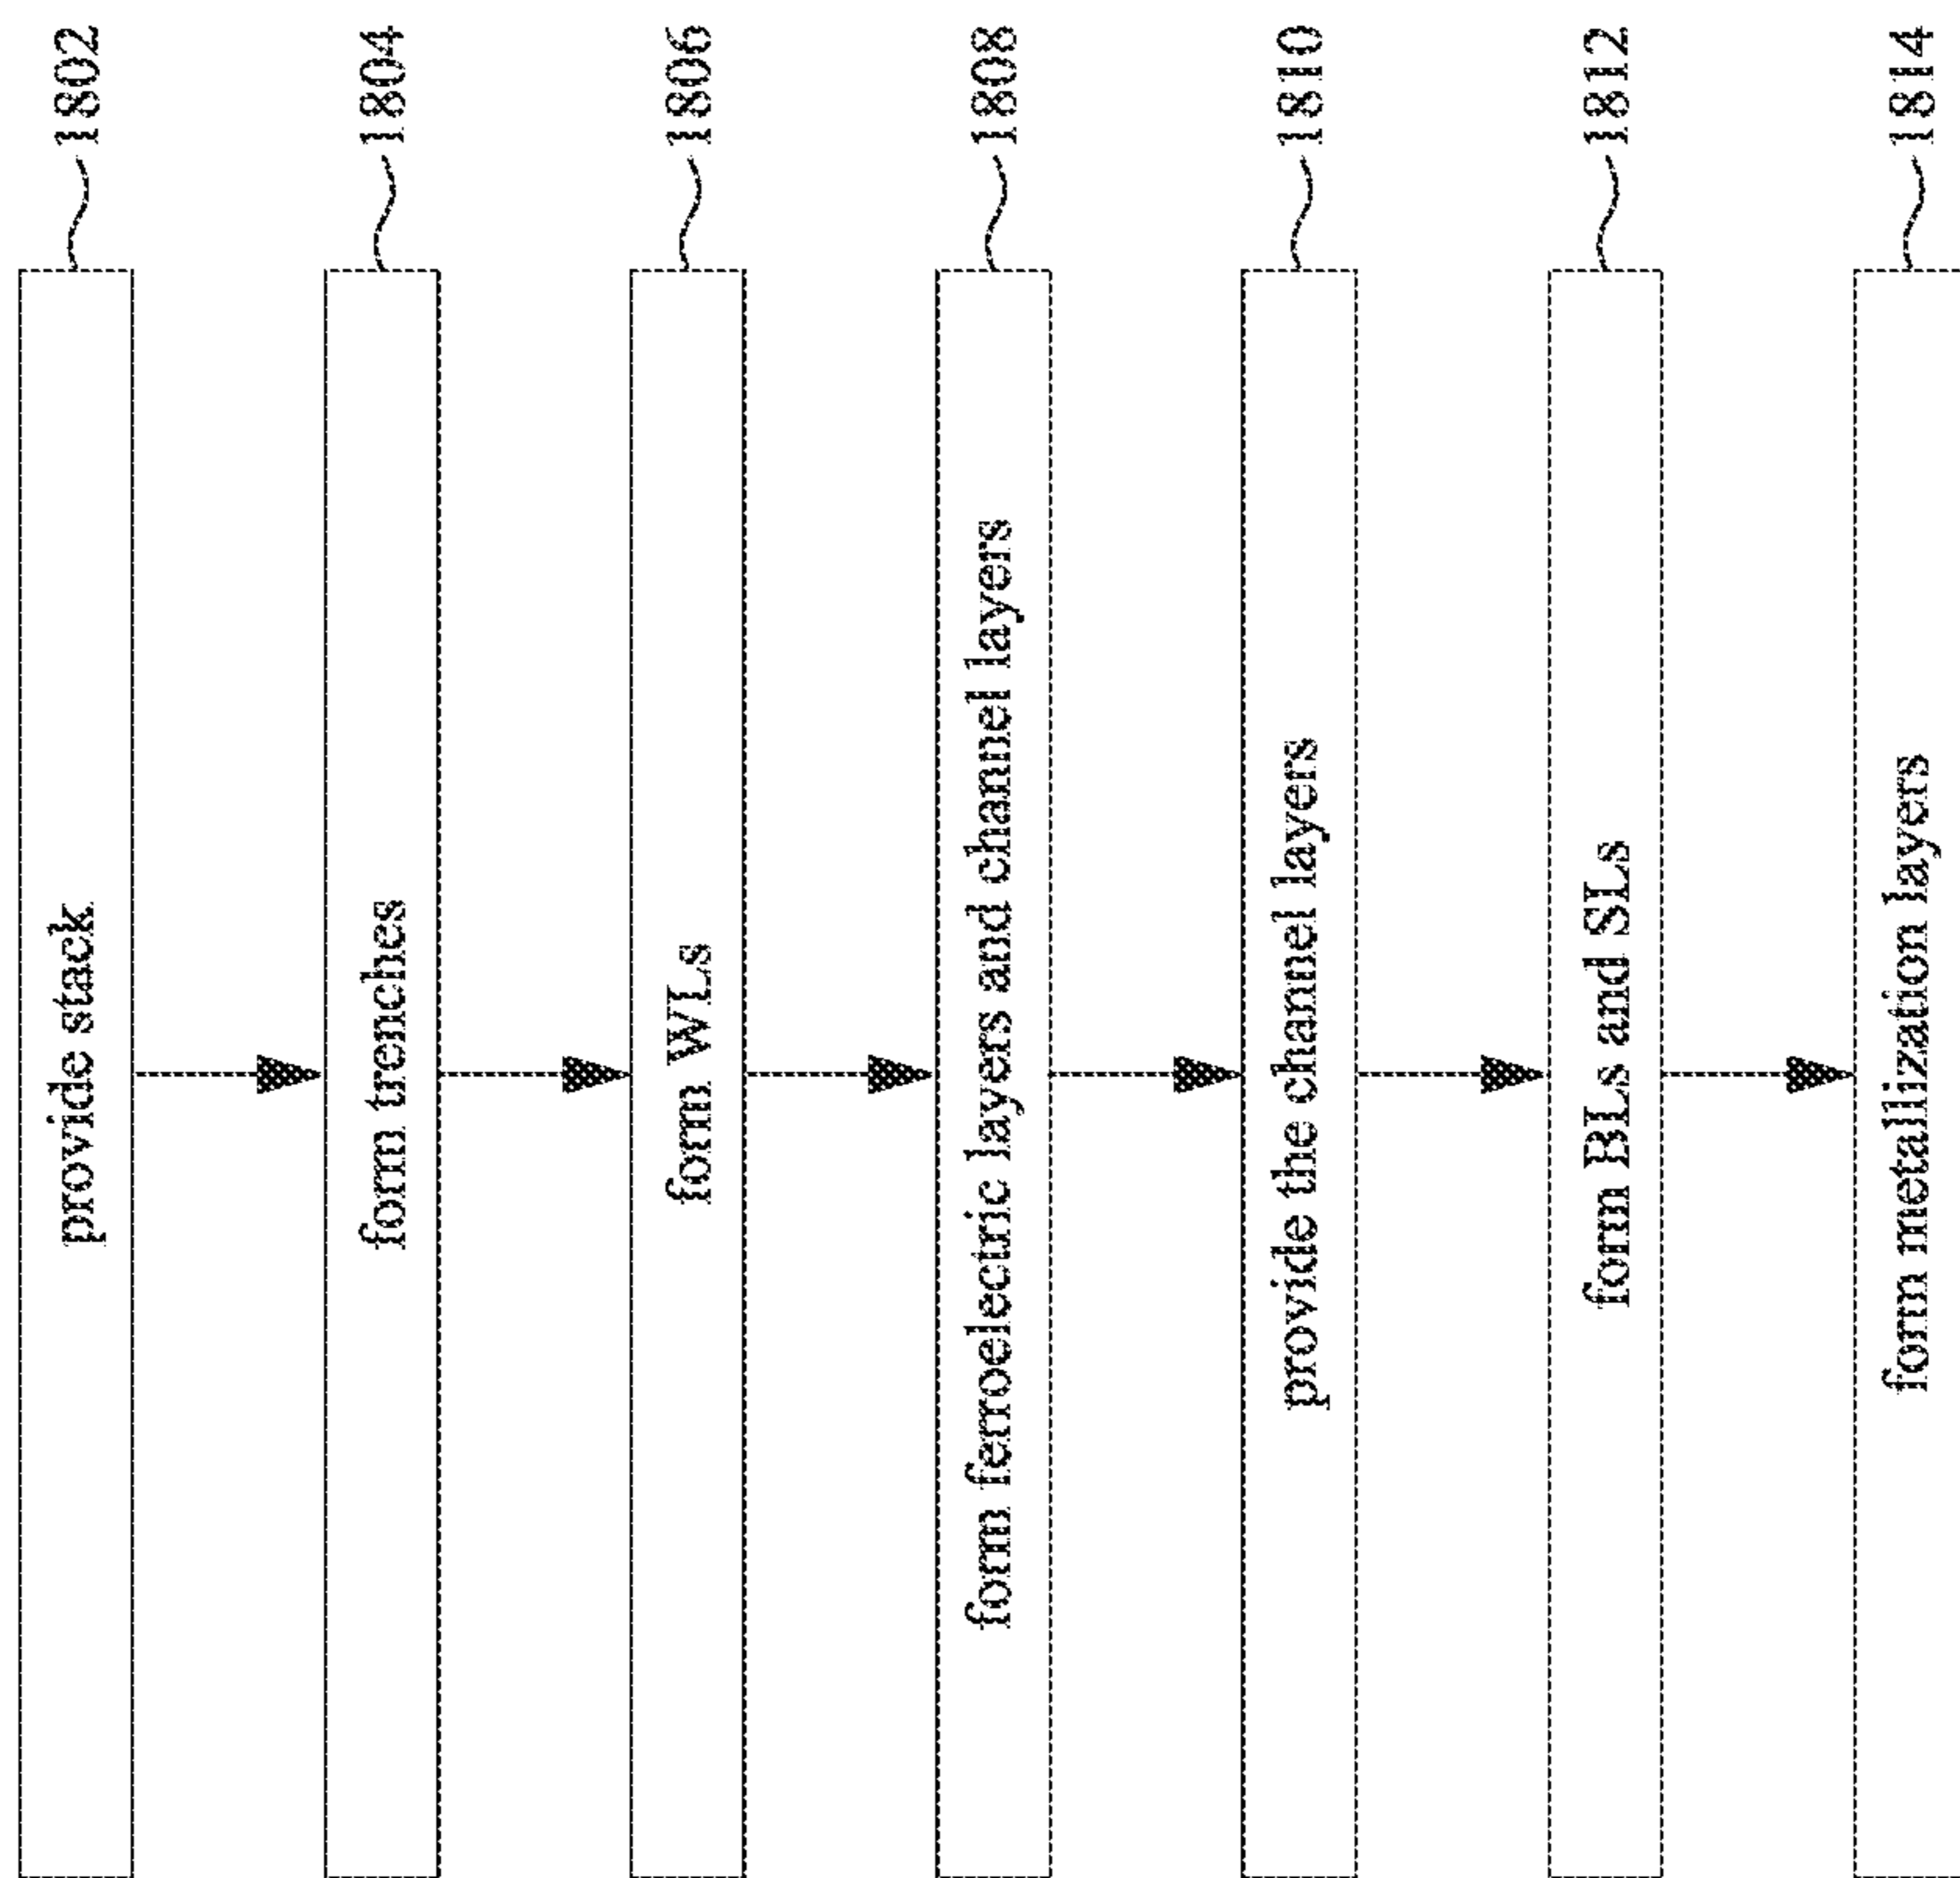 provide stack
1802
form trenches
1804
form WLs
1806
form ferroelectric layers and channel layers
1808
provide the channel layers
1810
form BLs and SLs
1812
form metallization layers
1814